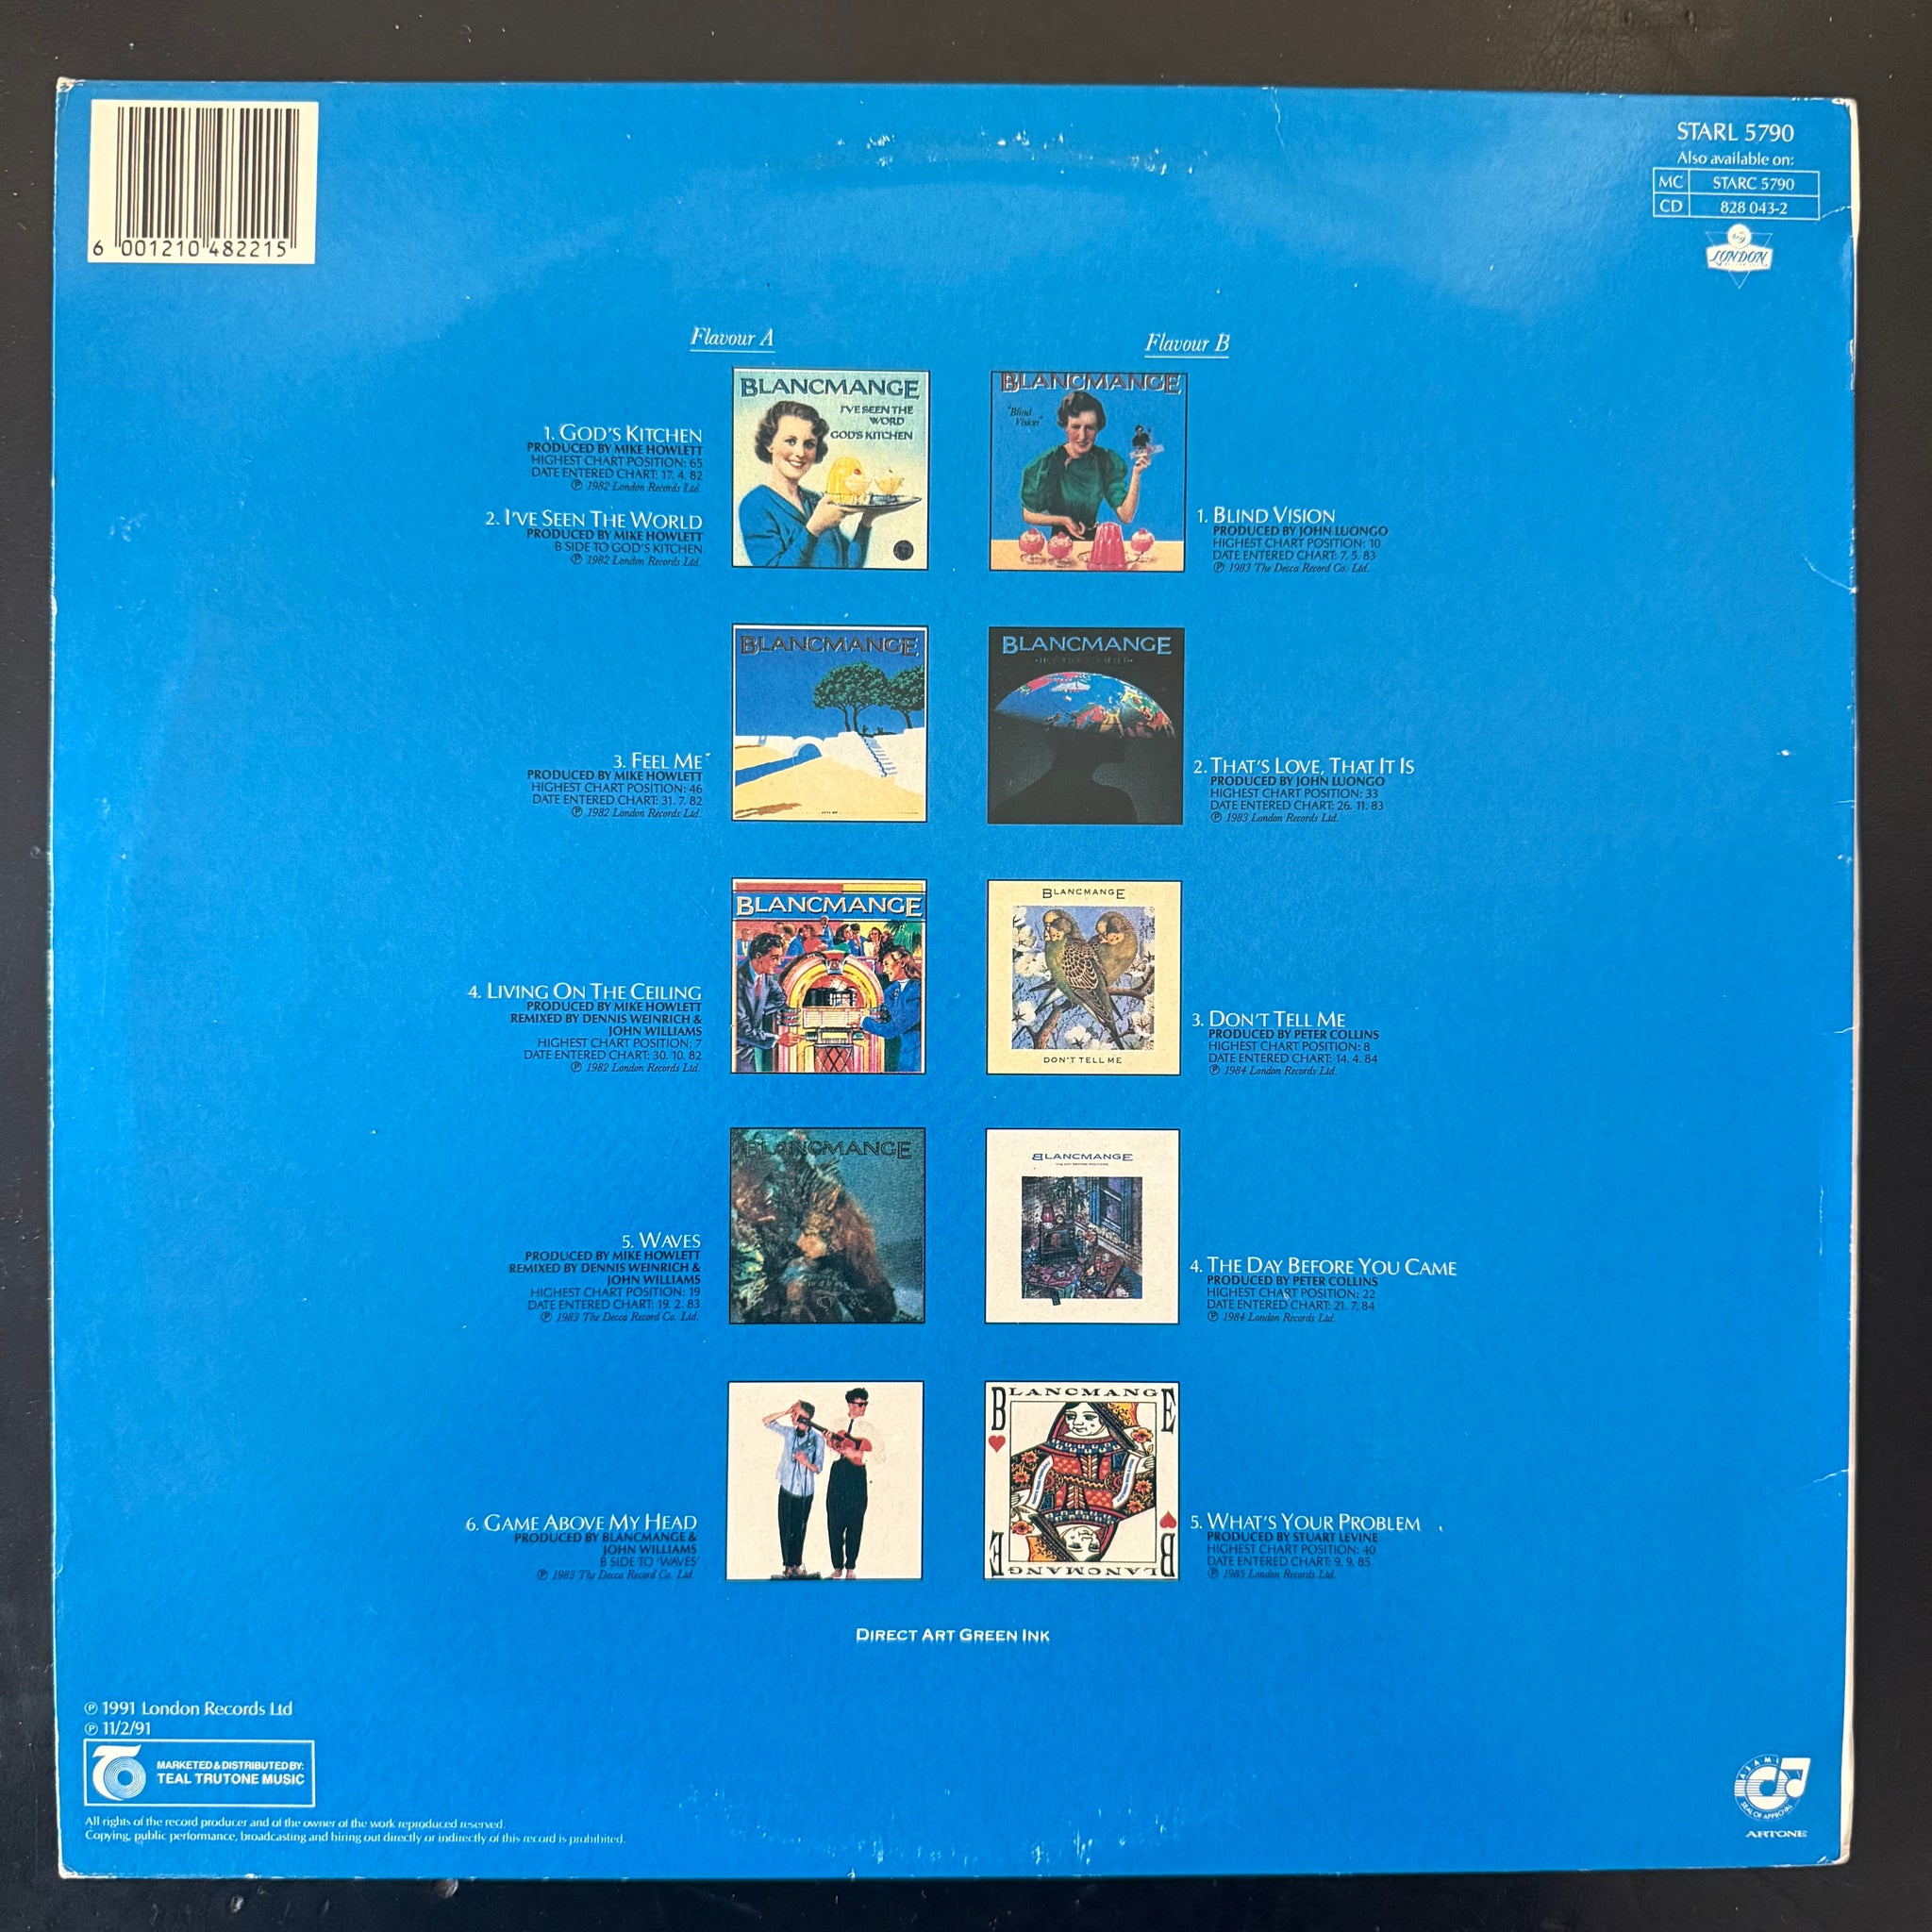 6 001210 482215
STARL 5790
Also available on:
MC STARC 5790
CD 828 043-2
LONDON
Flavour A
BLANCMANGE
I'VE SEEN THE
WORD
GOD'S KITCHEN
1. GOD'S KITCHEN
PRODUCED BY MIKE HOWLETT
HIGHEST CHART POSITION: 65
DATE ENTERED CHART: 17. 4. 82
℗ 1982 London Records Ltd.
2. I'VE SEEN THE WORLD
PRODUCED BY MIKE HOWLETT
B SIDE TO GOD'S KITCHEN
℗ 1982 London Records Ltd.
BLANCMANGE
3. FEEL ME
PRODUCED BY MIKE HOWLETT
HIGHEST CHART POSITION: 46
DATE ENTERED CHART: 31. 7. 82
℗ 1982 London Records Ltd.
BLANCMANGE
4. LIVING ON THE CEILING
PRODUCED BY MIKE HOWLETT
REMIXED BY DENNIS WEINRICH &
JOHN WILLIAMS
HIGHEST CHART POSITION: 7
DATE ENTERED CHART: 30. 10. 82
℗ 1982 London Records Ltd.
BLANCMANGE
5. WAVES
PRODUCED BY MIKE HOWLETT
REMIXED BY DENNIS WEINRICH &
JOHN WILLIAMS
HIGHEST CHART POSITION: 19
DATE ENTERED CHART: 19. 2. 83
℗ 1983 The Decca Record Co. Ltd.
6. GAME ABOVE MY HEAD
PRODUCED BY BLANCMANGE &
JOHN WILLIAMS
B SIDE TO 'WAVES'
℗ 1983 The Decca Record Co. Ltd.
Flavour B
BLANCMANGE
"Blind
Vision"
1. BLIND VISION
PRODUCED BY JOHN LUONGO
HIGHEST CHART POSITION: 10
DATE ENTERED CHART: 7. 5. 83
℗ 1983 The Decca Record Co. Ltd.
BLANCMANGE
2. THAT'S LOVE, THAT IT IS
PRODUCED BY JOHN LUONGO
HIGHEST CHART POSITION: 33
DATE ENTERED CHART: 26. 11. 83
℗ 1983 London Records Ltd.
BLANCMANGE
DON'T TELL ME
3. DON'T TELL ME
PRODUCED BY PETER COLLINS
HIGHEST CHART POSITION: 8
DATE ENTERED CHART: 14. 4. 84
℗ 1984 London Records Ltd.
BLANCMANGE
THE DAY BEFORE YOU CAME
4. THE DAY BEFORE YOU CAME
PRODUCED BY PETER COLLINS
HIGHEST CHART POSITION: 22
DATE ENTERED CHART: 21. 7. 84
℗ 1984 London Records Ltd.
BLANCMANGE
BLANCMANGE
5. WHAT'S YOUR PROBLEM
PRODUCED BY STUART LEVINE
HIGHEST CHART POSITION: 40
DATE ENTERED CHART: 9. 9. 85
℗ 1985 London Records Ltd.
DIRECT ART GREEN INK
℗ 1991 London Records Ltd
℗ 11/2/91
MARKETED & DISTRIBUTED BY:
TEAL TRUTONE MUSIC
All rights of the record producer and of the owner of the work reproduced reserved.
Copying, public performance, broadcasting and hiring out directly or indirectly of this record is prohibited.
ASAMI
SEAL OF APPROVAL
ARTONE